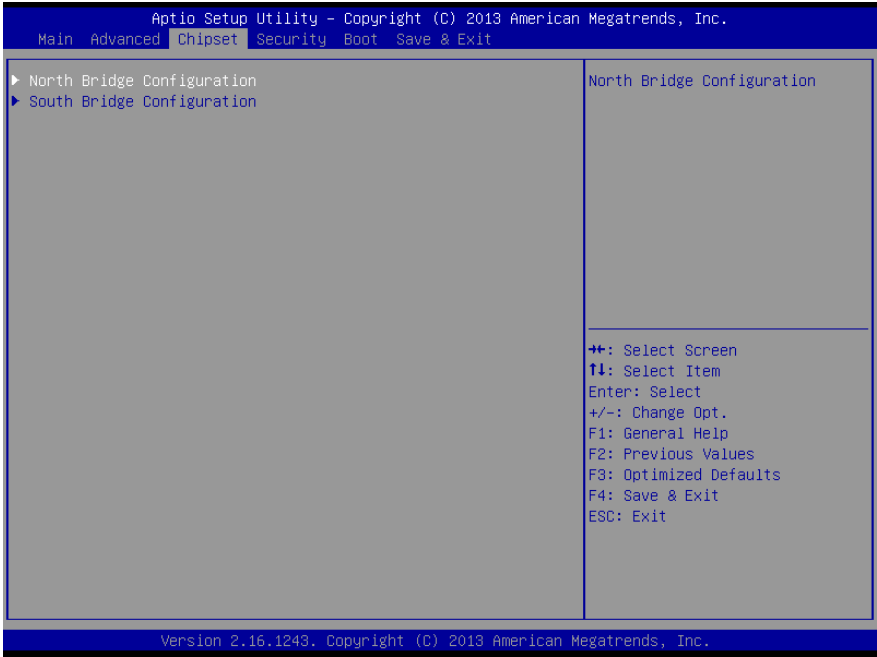 Aptio Setup Utility – Copyright (C) 2013 American Megatrends, Inc.
Main Advanced Chipset Security Boot Save & Exit
▶ North Bridge Configuration
▶ South Bridge Configuration
North Bridge Configuration
→←: Select Screen
↑↓: Select Item
Enter: Select
+/-: Change Opt.
F1: General Help
F2: Previous Values
F3: Optimized Defaults
F4: Save & Exit
ESC: Exit
Version 2.16.1243. Copyright (C) 2013 American Megatrends, Inc.